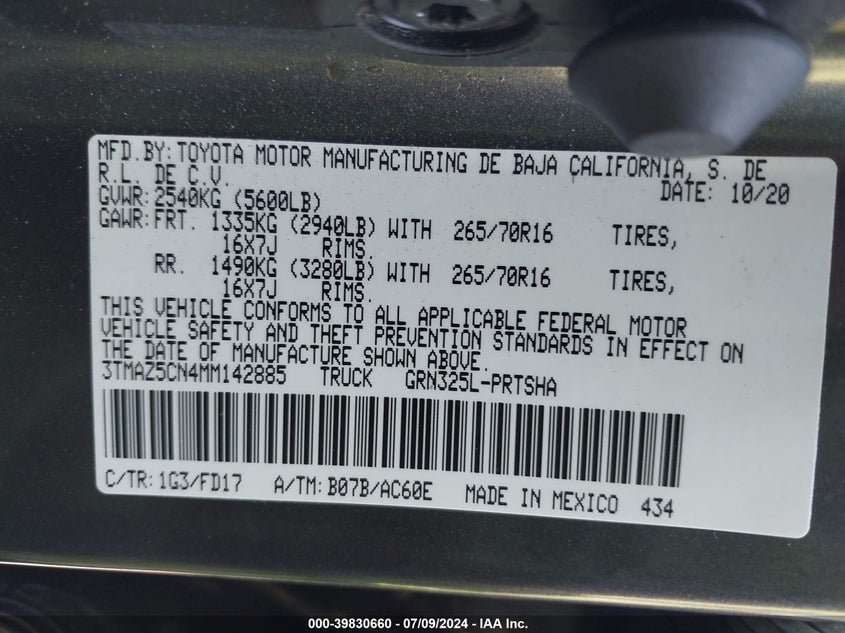 MFD.BY:TOYOTA MOTOR MANUFACTURING DE BAJA CALIFORNIA, S. DE
R.L. DE C.V. DATE: 10/20
GVWR:2540KG (5600LB)
GAWR:FRT. 1335KG (2940LB) WITH 265/70R16 TIRES,
16X7J RIMS.
RR. 1490KG (3280LB) WITH 265/70R16 TIRES,
16X7J RIMS.
THIS VEHICLE CONFORMS TO ALL APPLICABLE FEDERAL MOTOR
VEHICLE SAFETY AND THEFT PREVENTION STANDARDS IN EFFECT ON
THE DATE OF MANUFACTURE SHOWN ABOVE.
3TMAZ5CN4MM142885 TRUCK GRN325L-PRTSHA
C/TR:1G3/FD17 A/TM:B07B/AC60E MADE IN MEXICO 434
000-39830660 / 07/09/2024 - IAA Inc.